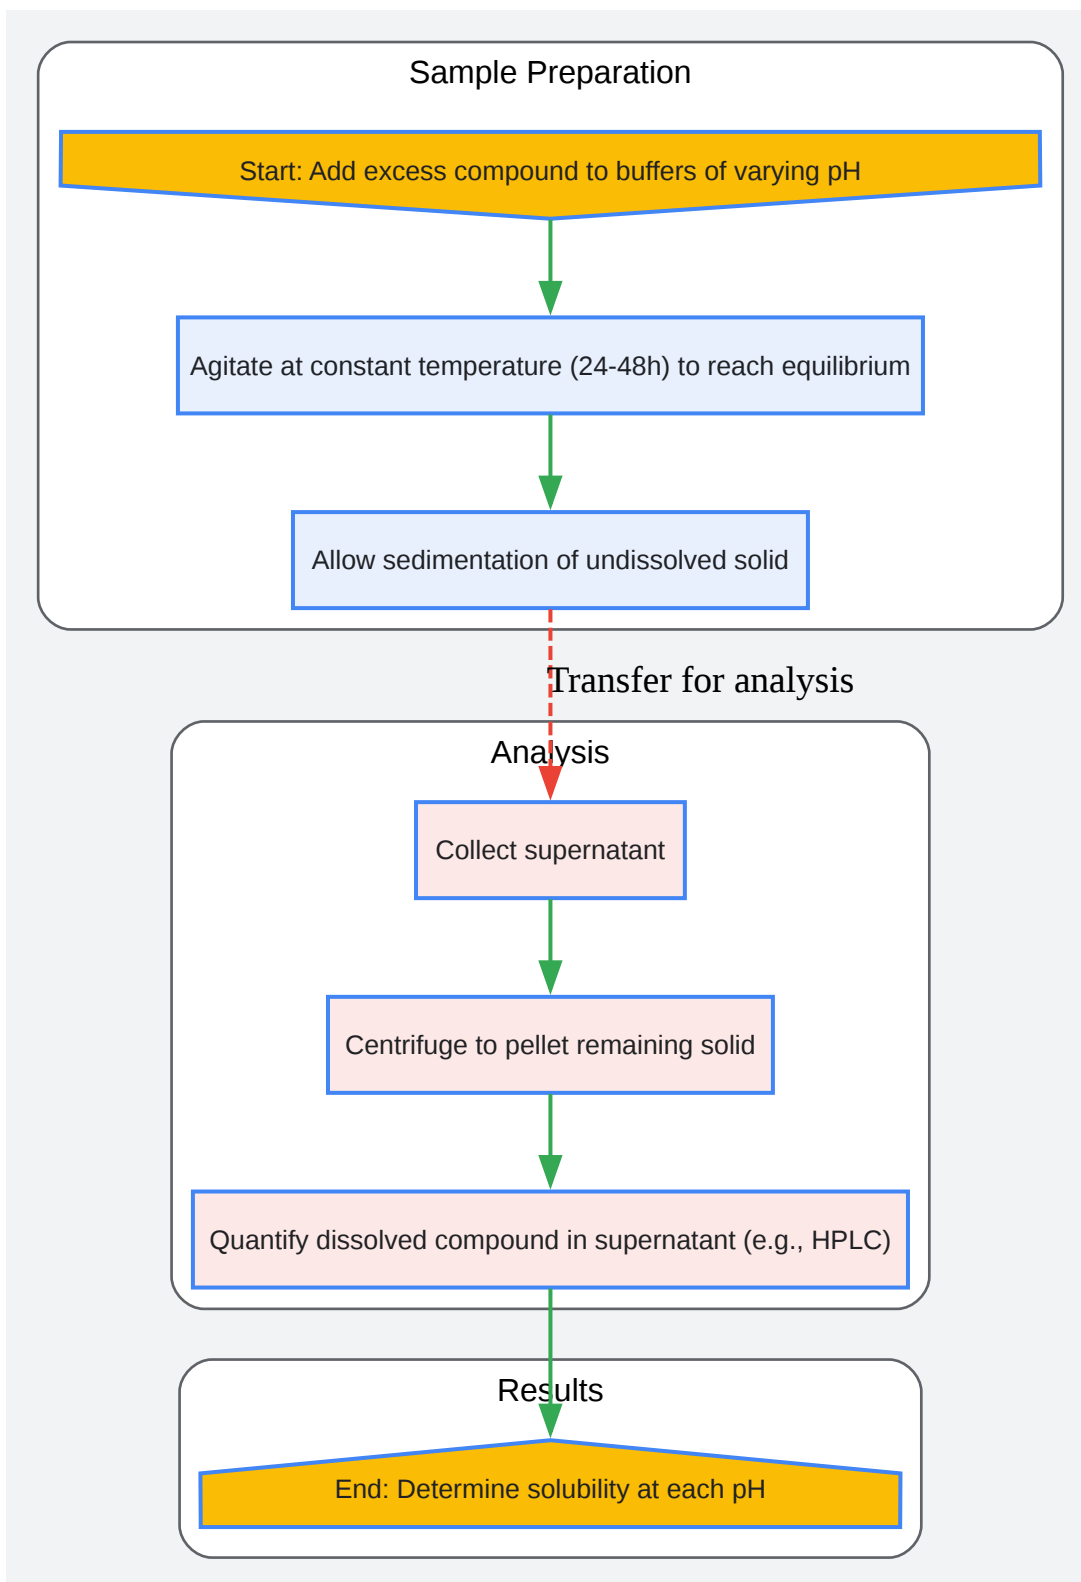 Sample Preparation
Start: Add excess compound to buffers of varying pH
Agitate at constant temperature (24-48h) to reach equilibrium
Allow sedimentation of undissolved solid
Transfer for analysis
Analysis
Collect supernatant
Centrifuge to pellet remaining solid
Quantify dissolved compound in supernatant (e.g., HPLC)
Results
End: Determine solubility at each pH